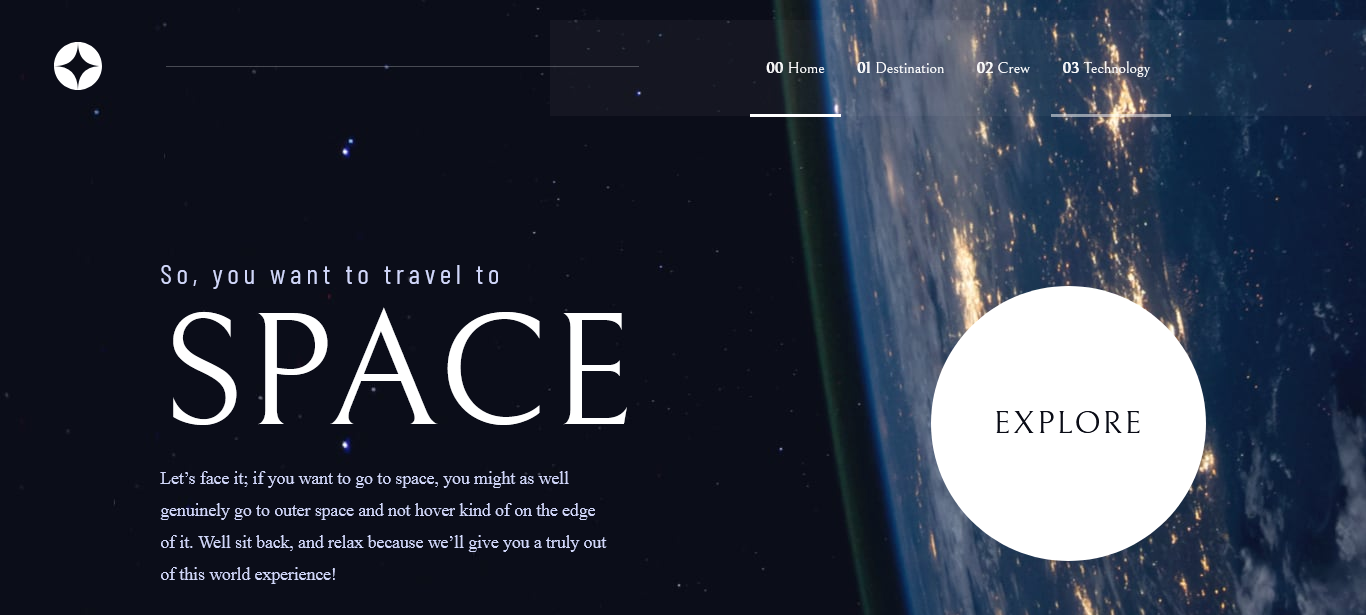 00 Home 01 Destination 02 Crew 03 Technology
So, you want to travel to
SPACE
EXPLORE
Let’s face it; if you want to go to space, you might as well
genuinely go to outer space and not hover kind of on the edge
of it. Well sit back, and relax because we’ll give you a truly out
of this world experience!